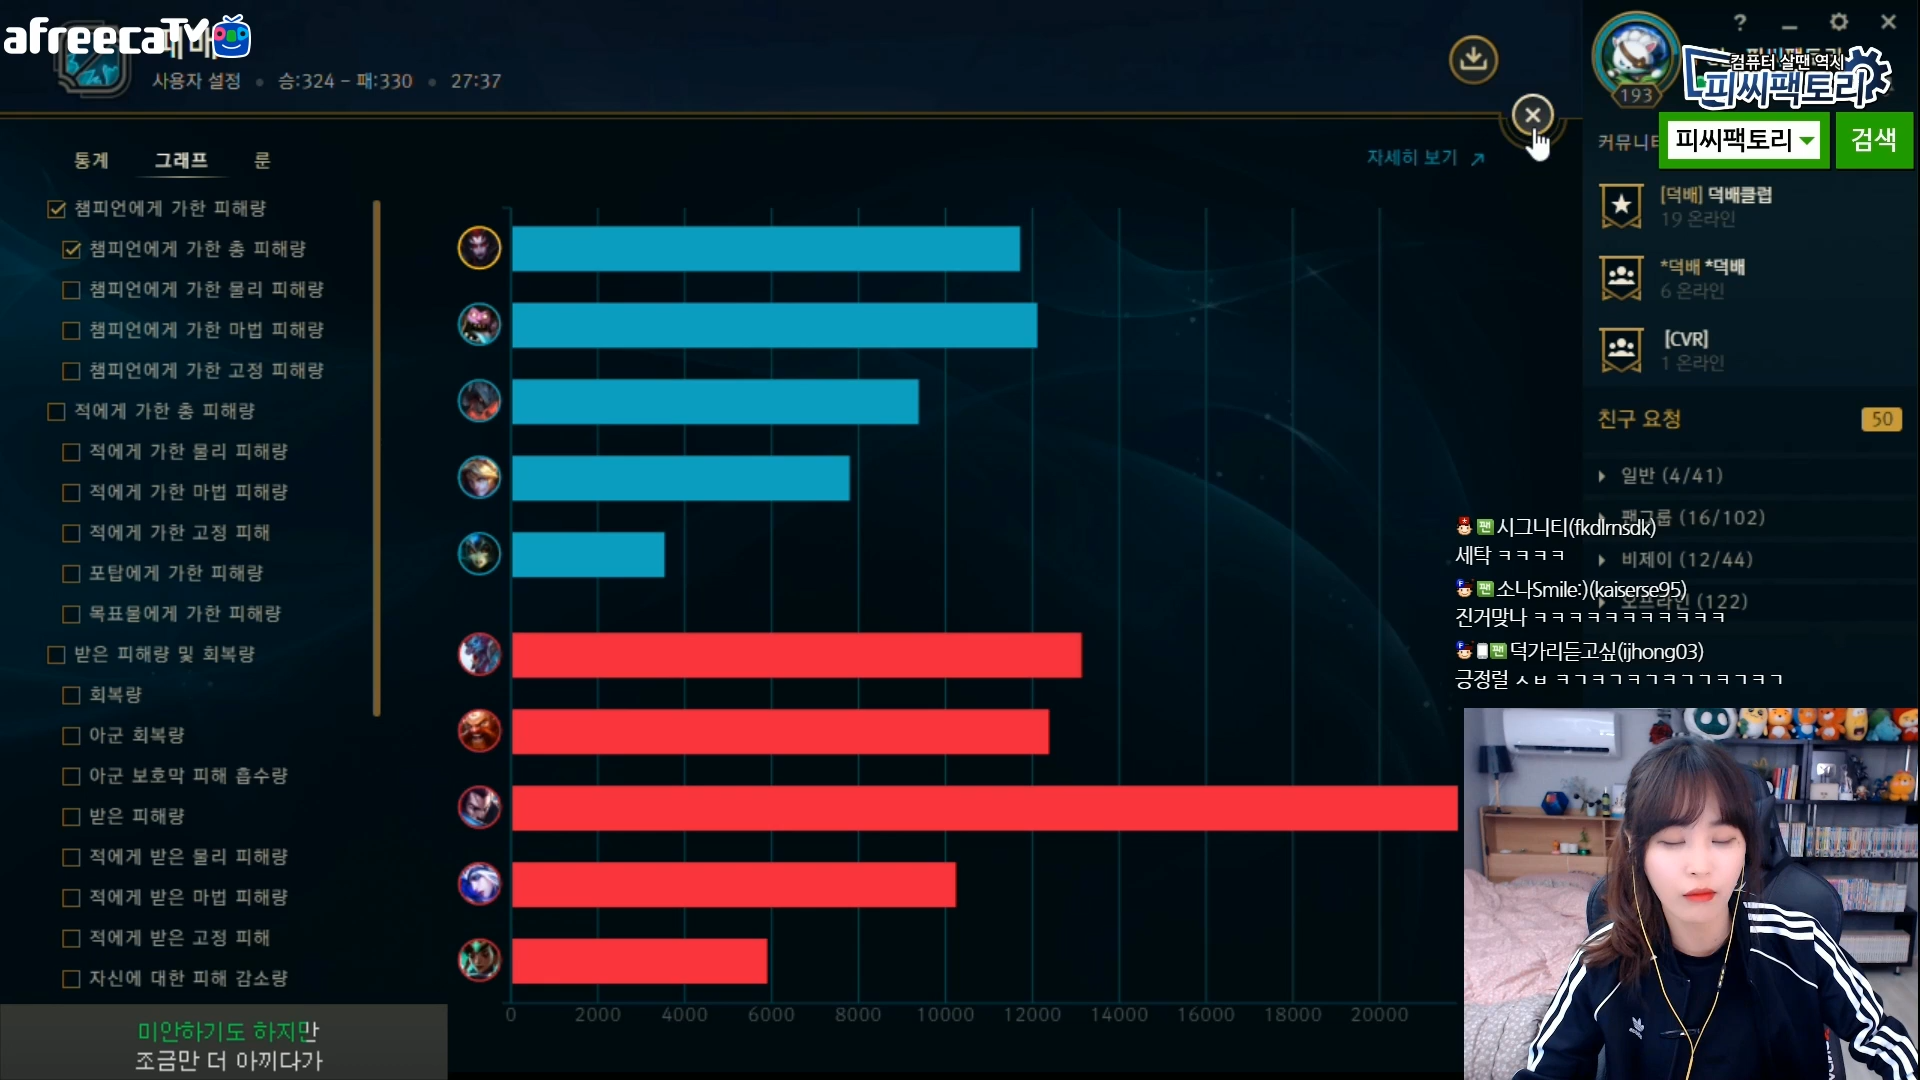 afreecaTV
사용자 설정 • 승:324 - 패:330 • 27:37
193
컴퓨터 살땐 역시
피씨팩토리
피씨팩토리
검색
통계
그래프
룬
자세히 보기
챔피언에게 가한 피해량
챔피언에게 가한 총 피해량
챔피언에게 가한 물리 피해량
챔피언에게 가한 마법 피해량
챔피언에게 가한 고정 피해량
적에게 가한 총 피해량
적에게 가한 물리 피해량
적에게 가한 마법 피해량
적에게 가한 고정 피해
포탑에게 가한 피해량
목표물에게 가한 피해량
받은 피해량 및 회복량
회복량
아군 회복량
아군 보호막 피해 흡수량
받은 피해량
적에게 받은 물리 피해량
적에게 받은 마법 피해량
적에게 받은 고정 피해
자신에 대한 피해 감소량
0 2000 4000 6000 8000 10000 12000 14000 16000 18000 20000
[덕배] 덕배클럽
19 온라인
*덕배 *덕배
6 온라인
[CVR]
1 온라인
친구 요청
50
일반 (4/41)
팬그룹 (16/102)
비제이 (12/44)
오프라인 (122)
팬 시그니티(fkdlrnsdk)
세탁 ㅋㅋㅋㅋ
팬 소나Smile:)(kaiserse95)
진거맞나 ㅋㅋㅋㅋㅋㅋㅋㅋㅋㅋㅋ
팬 덕가리듣고싶(ijhong03)
긍정럴 ㅅㅂ ㅋㄱㅋㄱㅋㄱㅋㄱㄱㅋㄱㅋㄱ
미안하기도 하지만
조금만 더 아끼다가